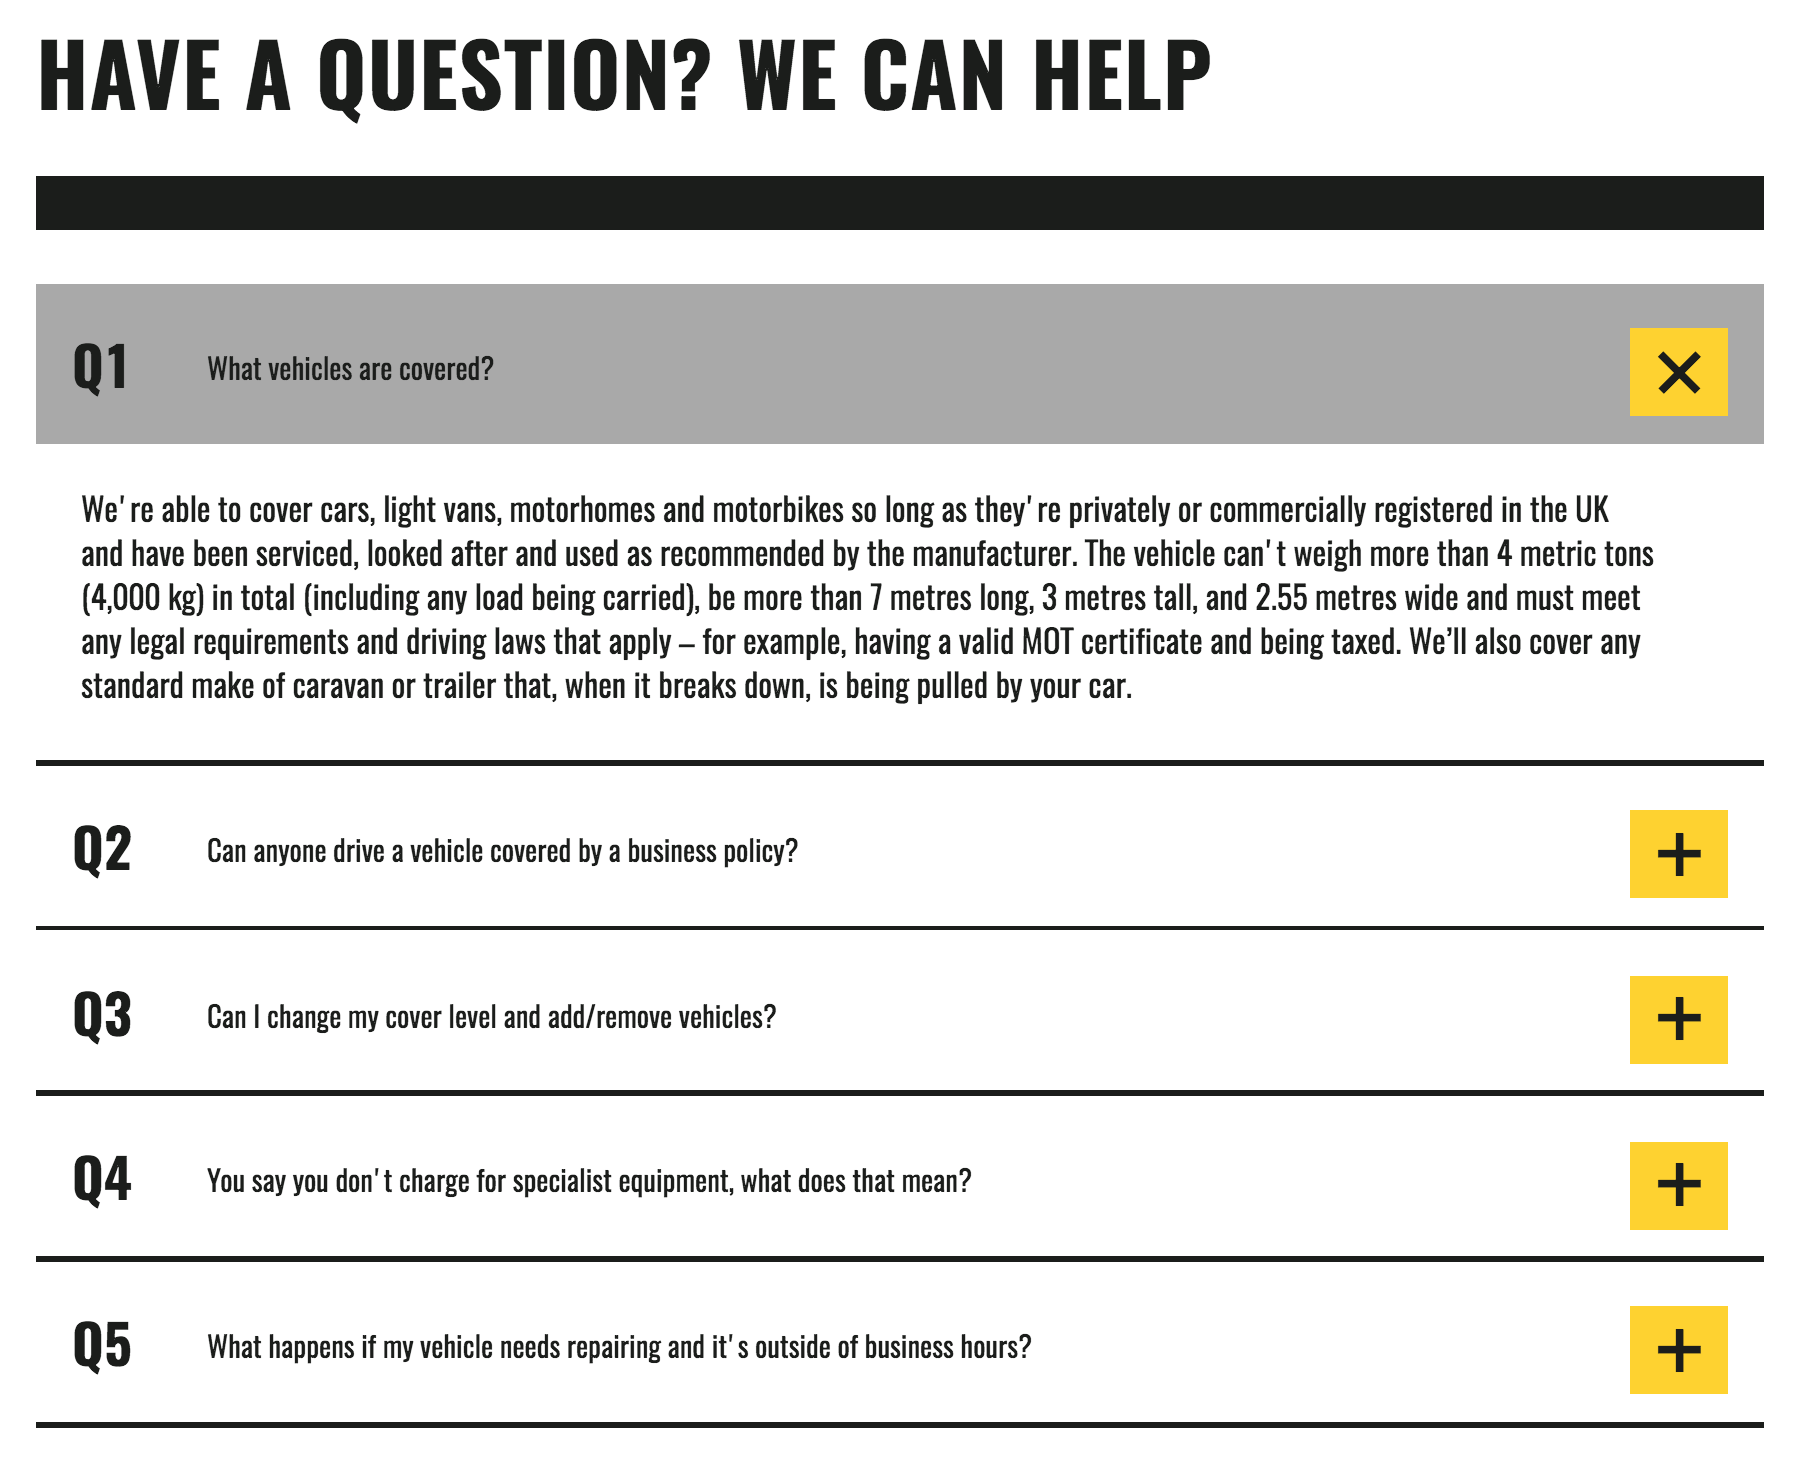 HAVE A QUESTION? WE CAN HELP
Q1 What vehicles are covered?
We're able to cover cars, light vans, motorhomes and motorbikes so long as they're privately or commercially registered in the UK
and have been serviced, looked after and used as recommended by the manufacturer. The vehicle can't weigh more than 4 metric tons
(4,000 kg) in total (including any load being carried), be more than 7 metres long, 3 metres tall, and 2.55 metres wide and must meet
any legal requirements and driving laws that apply – for example, having a valid MOT certificate and being taxed. We’ll also cover any
standard make of caravan or trailer that, when it breaks down, is being pulled by your car.
Q2 Can anyone drive a vehicle covered by a business policy?
Q3 Can I change my cover level and add/remove vehicles?
Q4 You say you don't charge for specialist equipment, what does that mean?
Q5 What happens if my vehicle needs repairing and it's outside of business hours?